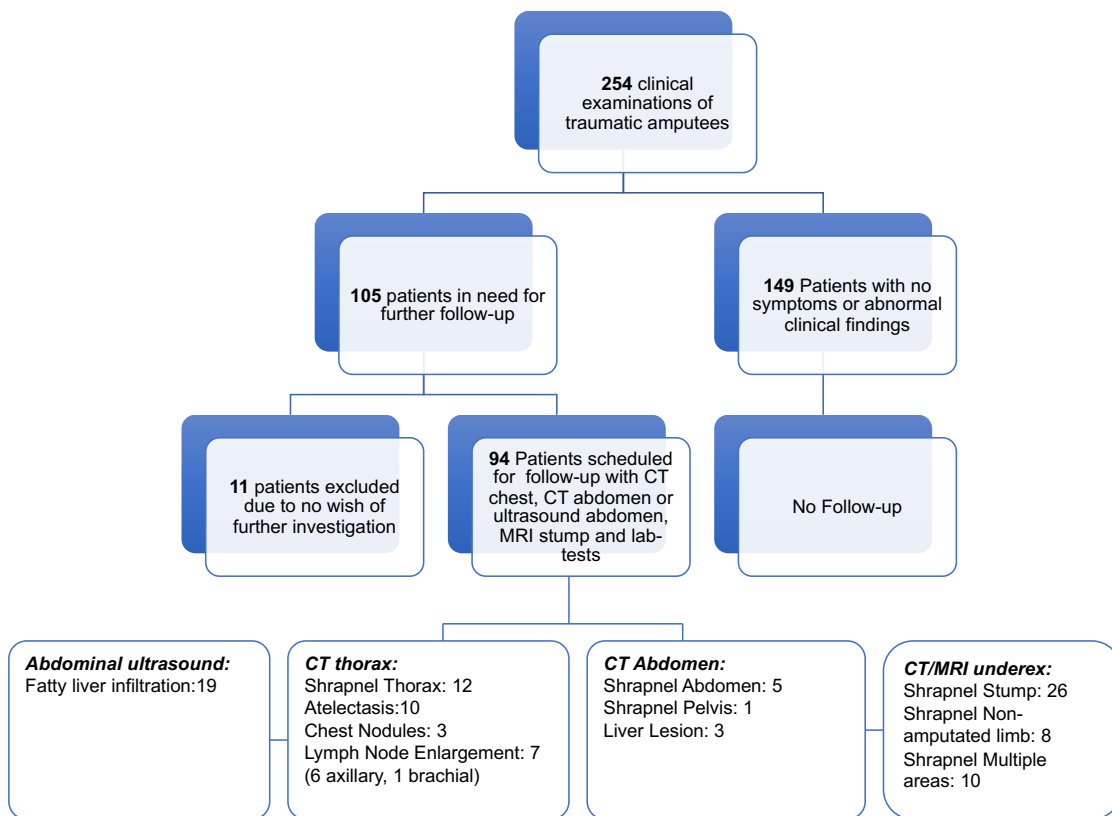 254 clinical
examinations of
traumatic amputees
105 patients in need for
further follow-up
149 Patients with no
symptoms or abnormal
clinical findings
11 patients excluded
due to no wish of
further investigation
94 Patients scheduled
for follow-up with CT
chest, CT abdomen or
ultrasound abdomen,
MRI stump and lab-
tests
No Follow-up
Abdominal ultrasound:
Fatty liver infiltration:19
CT thorax:
Shrapnel Thorax: 12
Atelectasis:10
Chest Nodules: 3
Lymph Node Enlargement: 7
(6 axillary, 1 brachial)
CT Abdomen:
Shrapnel Abdomen: 5
Shrapnel Pelvis: 1
Liver Lesion: 3
CT/MRI underex:
Shrapnel Stump: 26
Shrapnel Non-
amputated limb: 8
Shrapnel Multiple
areas: 10